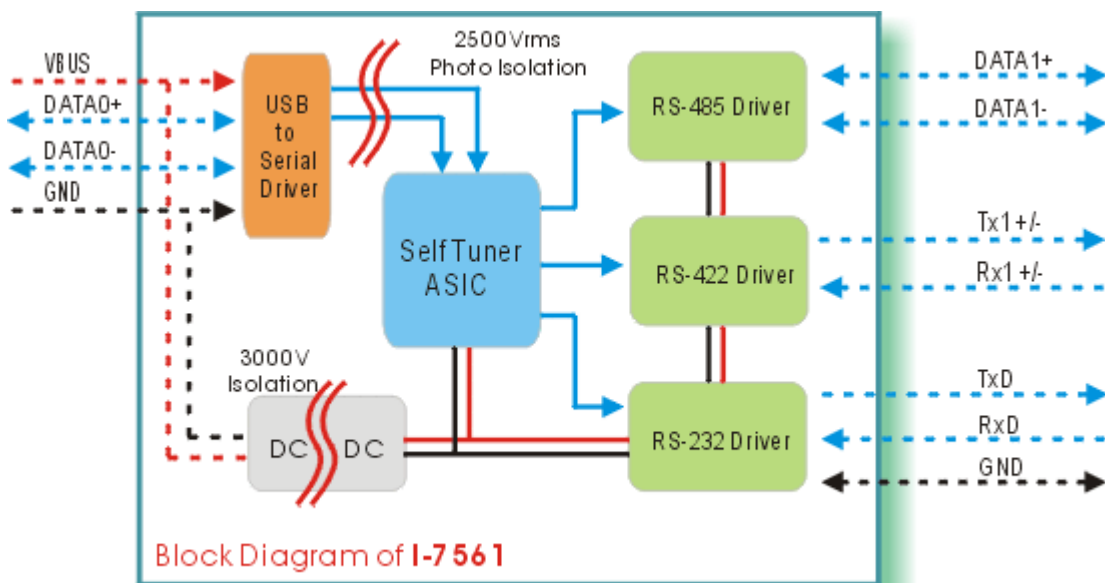 VBUS
DATA0+
DATA0-
GND
USB
to
Serial
Driver
2500Vrms
Photo Isolation
Self Tuner
ASIC
3000V
Isolation
DC DC
RS-485 Driver
RS-422 Driver
RS-232 Driver
DATA1+
DATA1-
Tx1+/-
Rx1+/-
TxD
RxD
GND
Block Diagram of I-7561